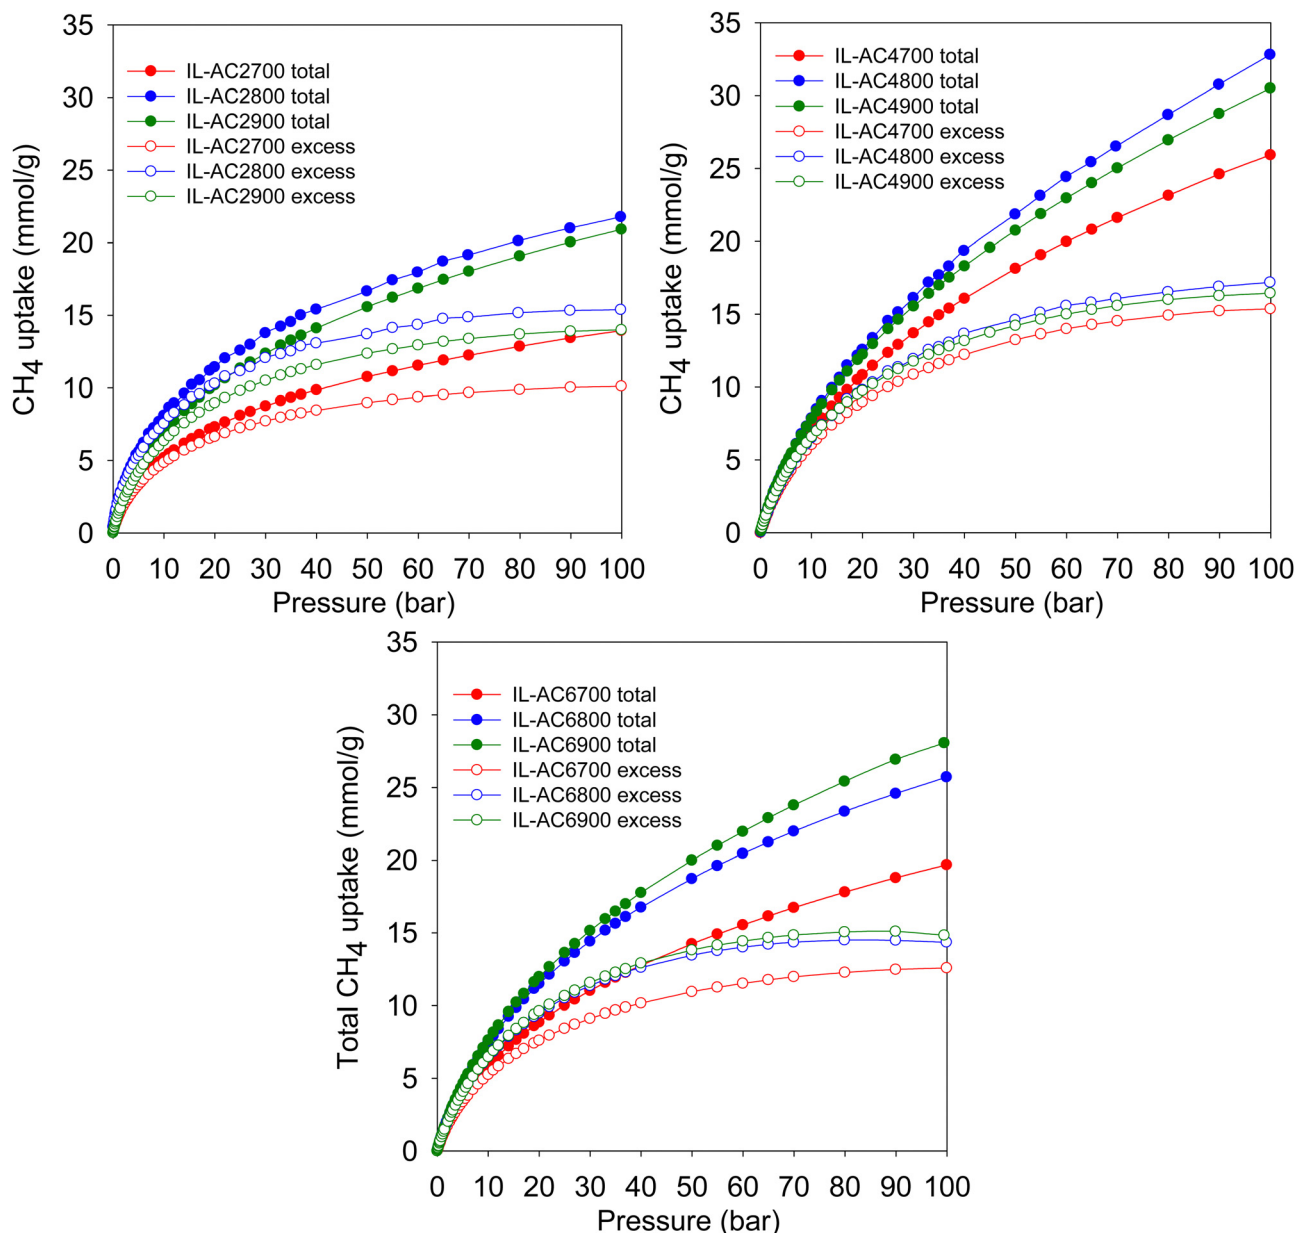 CH4 uptake (mmol/g)
35
30
25
20
15
10
5
0
IL-AC2700 total
IL-AC2800 total
IL-AC2900 total
IL-AC2700 excess
IL-AC2800 excess
IL-AC2900 excess
0 10 20 30 40 50 60 70 80 90 100
Pressure (bar)
CH4 uptake (mmol/g)
35
30
25
20
15
10
5
0
IL-AC4700 total
IL-AC4800 total
IL-AC4900 total
IL-AC4700 excess
IL-AC4800 excess
IL-AC4900 excess
0 10 20 30 40 50 60 70 80 90 100
Pressure (bar)
Total CH4 uptake (mmol/g)
35
30
25
20
15
10
5
0
IL-AC6700 total
IL-AC6800 total
IL-AC6900 total
IL-AC6700 excess
IL-AC6800 excess
IL-AC6900 excess
0 10 20 30 40 50 60 70 80 90 100
Pressure (bar)